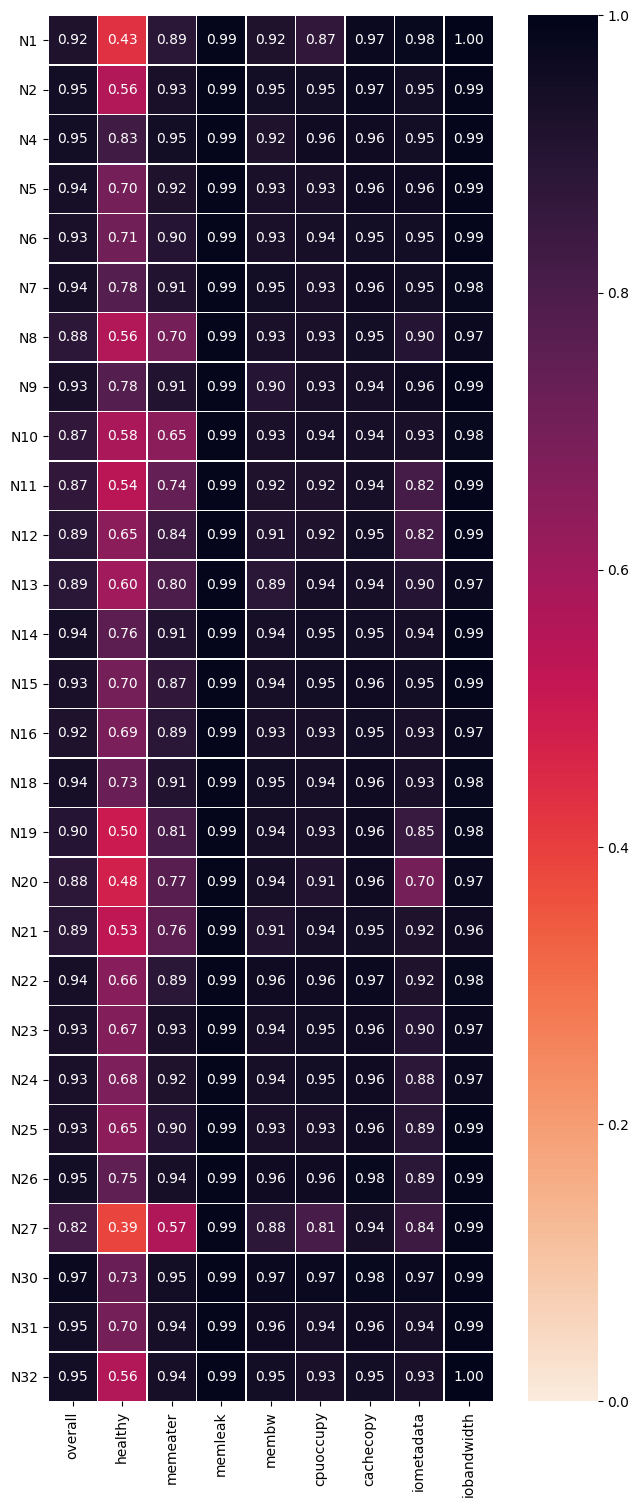 N1 0.92 0.43 0.89 0.99 0.92 0.87 0.97 0.98 1.00
N2 0.95 0.56 0.93 0.99 0.95 0.95 0.97 0.95 0.99
N4 0.95 0.83 0.95 0.99 0.92 0.96 0.96 0.95 0.99
N5 0.94 0.70 0.92 0.99 0.93 0.93 0.96 0.96 0.99
N6 0.93 0.71 0.90 0.99 0.93 0.94 0.95 0.95 0.99
N7 0.94 0.78 0.91 0.99 0.95 0.93 0.96 0.95 0.98
N8 0.88 0.56 0.70 0.99 0.93 0.93 0.95 0.90 0.97
N9 0.93 0.78 0.91 0.99 0.90 0.93 0.94 0.96 0.99
N10 0.87 0.58 0.65 0.99 0.93 0.94 0.94 0.93 0.98
N11 0.87 0.54 0.74 0.99 0.92 0.92 0.94 0.82 0.99
N12 0.89 0.65 0.84 0.99 0.91 0.92 0.95 0.82 0.99
N13 0.89 0.60 0.80 0.99 0.89 0.94 0.94 0.90 0.97
N14 0.94 0.76 0.91 0.99 0.94 0.95 0.95 0.94 0.99
N15 0.93 0.70 0.87 0.99 0.94 0.95 0.96 0.95 0.99
N16 0.92 0.69 0.89 0.99 0.93 0.93 0.95 0.93 0.97
N18 0.94 0.73 0.91 0.99 0.95 0.94 0.96 0.93 0.98
N19 0.90 0.50 0.81 0.99 0.94 0.93 0.96 0.85 0.98
N20 0.88 0.48 0.77 0.99 0.94 0.91 0.96 0.70 0.97
N21 0.89 0.53 0.76 0.99 0.91 0.94 0.95 0.92 0.96
N22 0.94 0.66 0.89 0.99 0.96 0.96 0.97 0.92 0.98
N23 0.93 0.67 0.93 0.99 0.94 0.95 0.96 0.90 0.97
N24 0.93 0.68 0.92 0.99 0.94 0.95 0.96 0.88 0.97
N25 0.93 0.65 0.90 0.99 0.93 0.93 0.96 0.89 0.99
N26 0.95 0.75 0.94 0.99 0.96 0.96 0.98 0.89 0.99
N27 0.82 0.39 0.57 0.99 0.88 0.81 0.94 0.84 0.99
N30 0.97 0.73 0.95 0.99 0.97 0.97 0.98 0.97 0.99
N31 0.95 0.70 0.94 0.99 0.96 0.94 0.96 0.94 0.99
N32 0.95 0.56 0.94 0.99 0.95 0.93 0.95 0.93 1.00
overall
healthy
memeater
memleak
membw
cpuoccupy
cachecopy
iometadata
iobandwidth
1.0
0.8
0.6
0.4
0.2
0.0